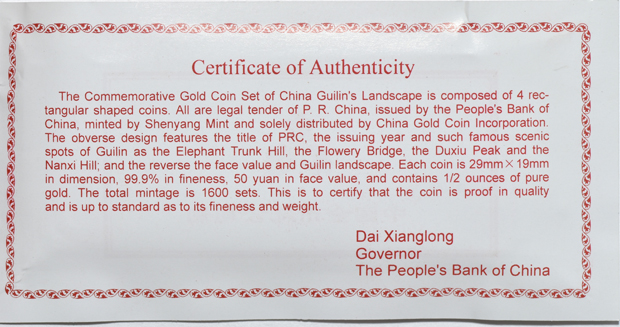 Certificate of Authenticity
The Commemorative Gold Coin Set of China Guilin's Landscape is composed of 4 rec-
tangular shaped coins. All are legal tender of P. R. China, issued by the People's Bank of
China, minted by Shenyang Mint and solely distributed by China Gold Coin Incorporation.
The obverse design features the title of PRC, the issuing year and such famous scenic
spots of Guilin as the Elephant Trunk Hill, the Flowery Bridge, the Duxiu Peak and the
Nanxi Hill; and the reverse the face value and Guilin landscape. Each coin is 29mm×19mm
in dimension, 99.9% in fineness, 50 yuan in face value, and contains 1/2 ounces of pure
gold. The total mintage is 1600 sets. This is to certify that the coin is proof in quality
and is up to standard as to its fineness and weight.
Dai Xianglong
Governor
The People's Bank of China